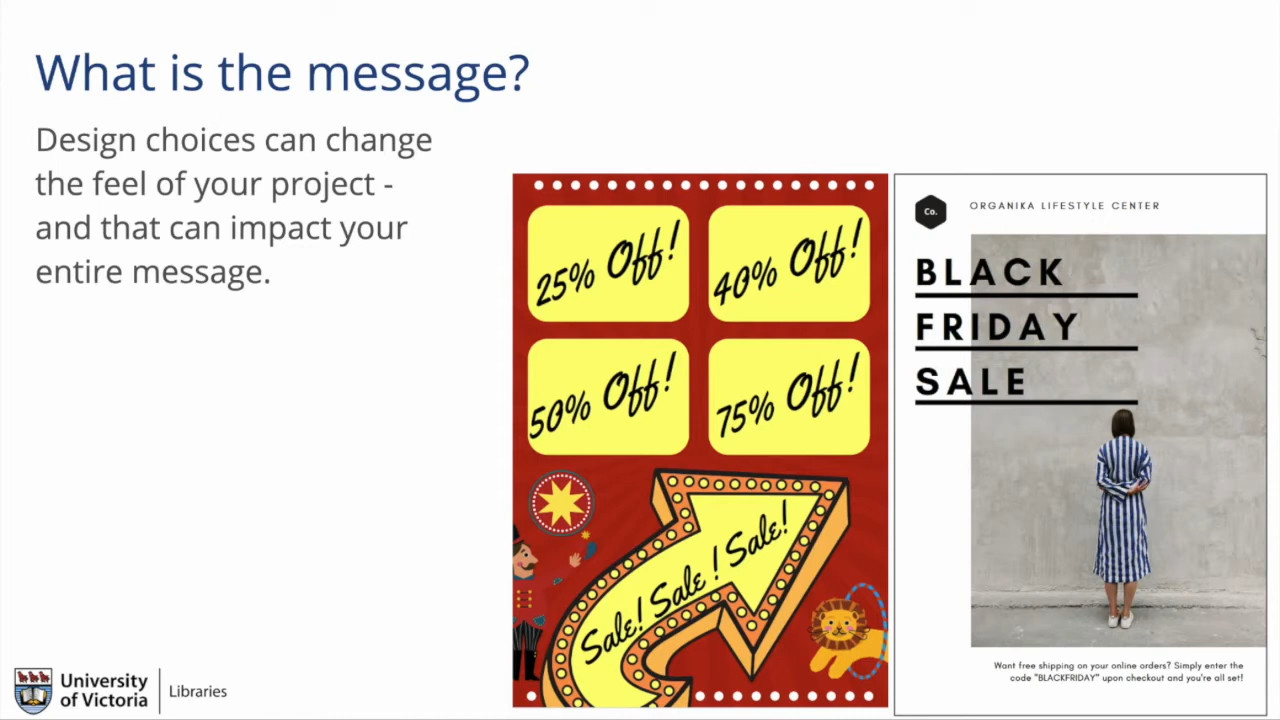 What is the message?
Design choices can change
the feel of your project -
and that can impact your
entire message.
25% Off!
40% Off!
50% Off!
75% Off!
Sale! Sale ! Sale!
Co.
ORGANIKA LIFESTYLE CENTER
BLACK
FRIDAY
SALE
Want free shipping on your online orders? Simply enter the
code "BLACKFRIDAY" upon checkout and you're all set!
University
of Victoria
Libraries